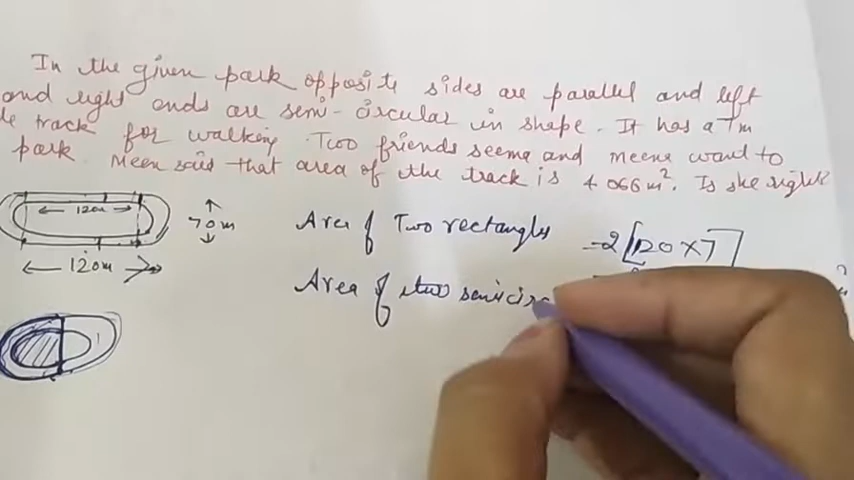 In the given park opposite sides are parallel and left
and right ends are semi-circular in shape. It has a 7m
track for walking. Two friends seema and meena want to
park. Meen said that area of the track is 4066m². Is she right
120m
70m
120m
Area of Two rectangles = 2[120×7]
Area of two semicir